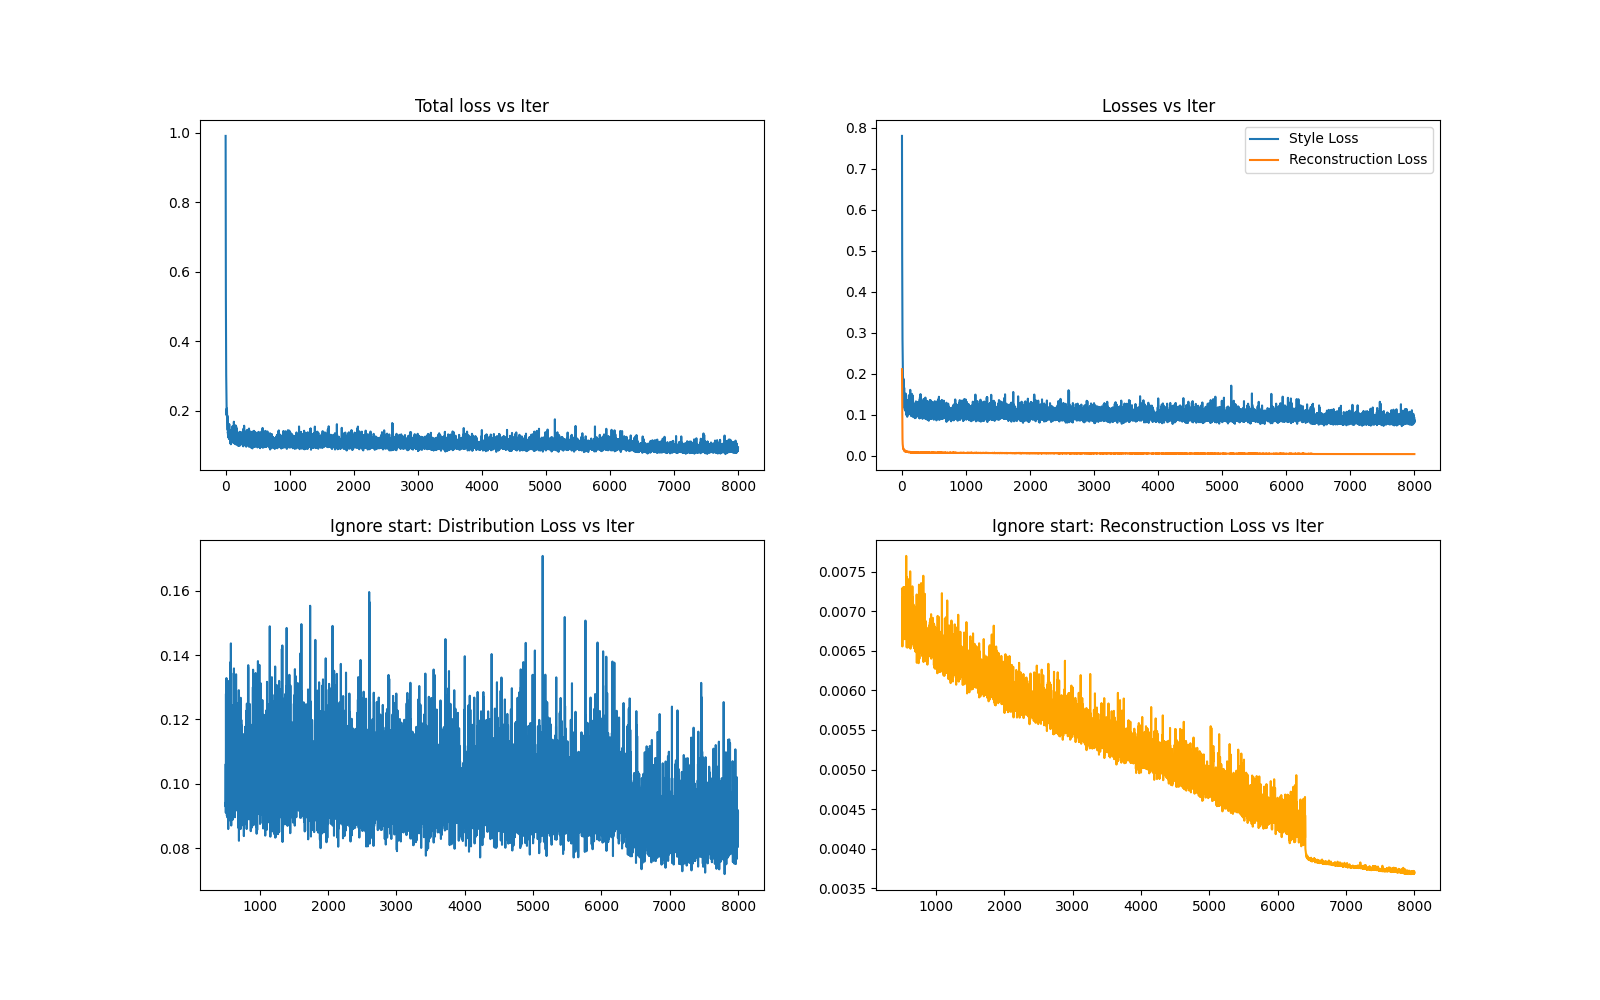 Total loss vs Iter
1.0
0.8
0.6
0.4
0.2
0 1000 2000 3000 4000 5000 6000 7000 8000
Losses vs Iter
Style Loss
Reconstruction Loss
0.8
0.7
0.6
0.5
0.4
0.3
0.2
0.1
0.0
0 1000 2000 3000 4000 5000 6000 7000 8000
Ignore start: Distribution Loss vs Iter
0.16
0.14
0.12
0.10
0.08
1000 2000 3000 4000 5000 6000 7000 8000
Ignore start: Reconstruction Loss vs Iter
0.0075
0.0070
0.0065
0.0060
0.0055
0.0050
0.0045
0.0040
0.0035
1000 2000 3000 4000 5000 6000 7000 8000